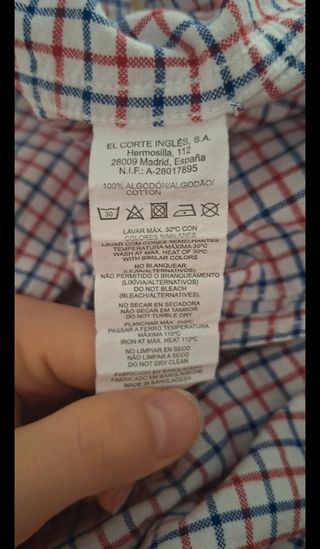 EL CORTE INGLÉS, S.A.
Hermosilla, 112
28009 Madrid, España
N.I.F.: A-28017895
100% ALGODÓN/ALGODÃO/
COTTON
30
LAVAR MÁX. 30ºC CON
COLORES SIMILARES
LAVAR COM CORES SEMELHANTES
TEMPERATURA MÁXIMA 30ºC
WASH AT MAX. HEAT OF 30ºC
WITH SIMILAR COLORS
NO BLANQUEAR
(LEJÍA/ALTERNATIVOS)
NÃO PERMITIDO O BRANQUEAMENTO
(LIXÍVIA/ALTERNATIVOS)
DO NOT BLEACH
(BLEACH/ALTERNATIVES)
NO SECAR EN SECADORA
NÃO SECAR EM TAMBOR
DO NOT TUMBLE DRY
PLANCHAR MÁX. 110ºC
PASSAR A FERRO TEMPERATURA
MÁXIMA 110ºC
IRON AT MAX. HEAT 110ºC
NO LIMPIAR EN SECO
NÃO LIMPAR A SECO
DO NOT DRY CLEAN
FABRICADO EN BANGLADESH
FABRICADO EM BANGLADECHE
MADE IN BANGLADESH